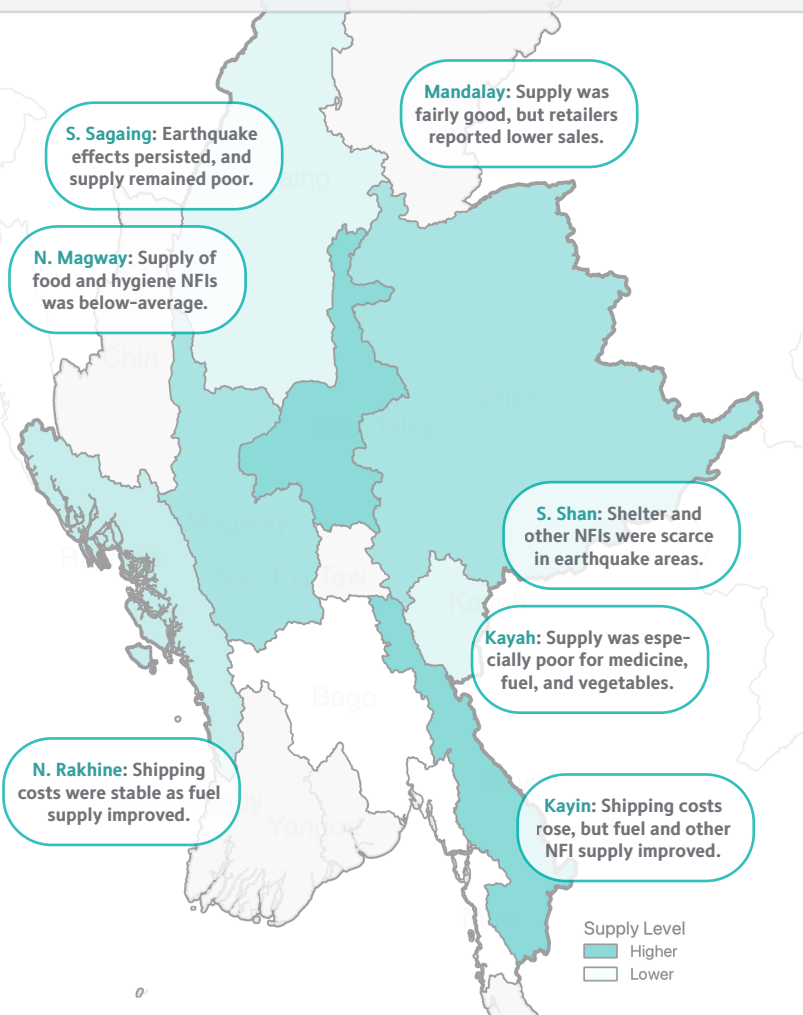 Mandalay: Supply was
fairly good, but retailers
reported lower sales.
S. Sagaing: Earthquake
effects persisted, and
supply remained poor.
N. Magway: Supply of
food and hygiene NFIs
was below-average.
Chin
Shan
Mandalay
Magway
S. Shan: Shelter and
other NFIs were scarce
in earthquake areas.
Nay Pyi Taw
Kayah: Supply was espe-
cially poor for medicine,
fuel, and vegetables.
Bago
N. Rakhine: Shipping
costs were stable as fuel
supply improved.
Yangon
Kayin: Shipping costs
rose, but fuel and other
NFI supply improved.
Supply Level
Higher
Lower